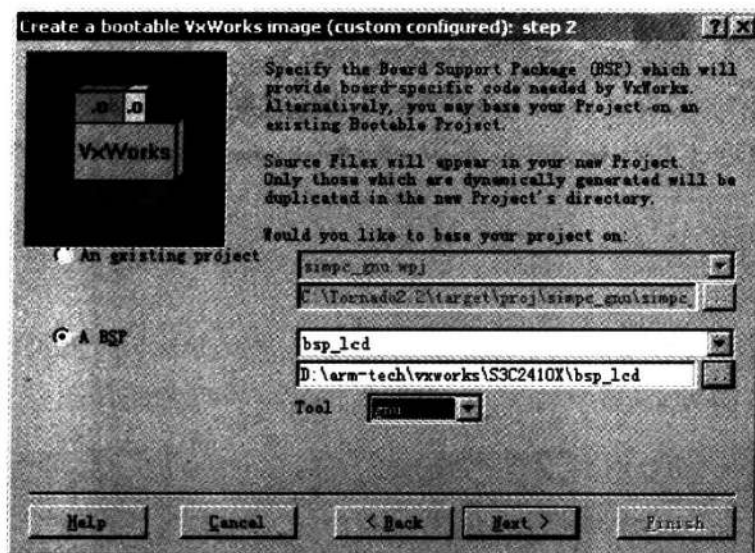 Create a bootable VxWorks image (custom configured): step 2
Specify the Board Support Package (BSP) which will
provide board-specific code needed by VxWorks.
Alternatively, you may base your Project on an
existing Bootable Project.
.O .O
VxWorks
Source Files will appear in your new Project.
Only those which are dynamically generated will be
duplicated in the new Project's directory.
Would you like to base your project on:
An existing project
simpc_gnu.wpj
C:\Tornado2.2\target\proj\simpc_gnu\simpc_
...
A BSP
bsp_lcd
D:\arm-tech\vxworks\S3C2410X\bsp_lcd
...
Tool
gnu
Help
Cancel
< Back
Next >
Finish